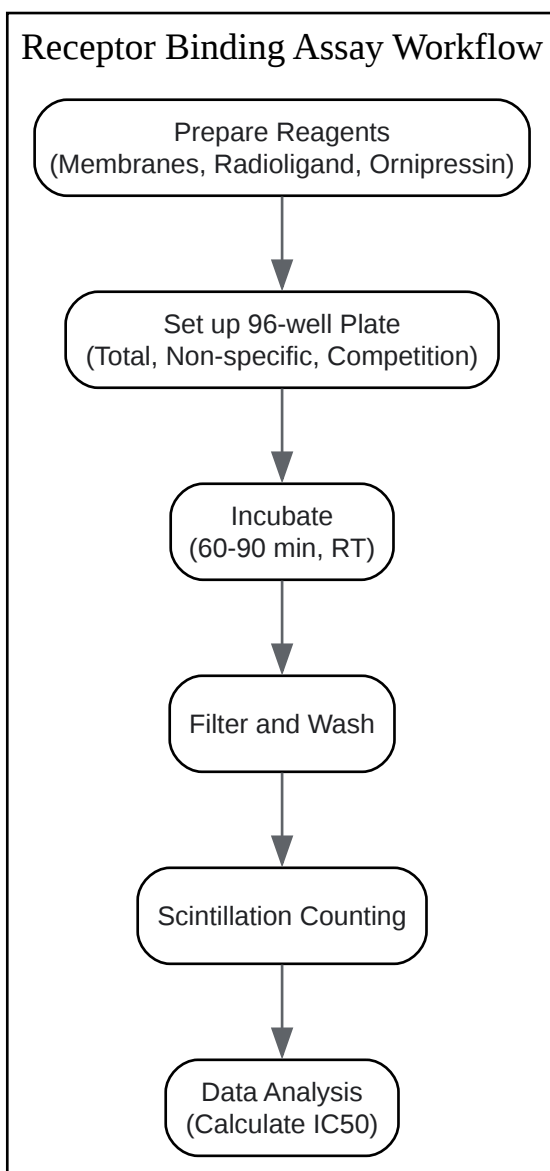 Receptor Binding Assay Workflow
Prepare Reagents
(Membranes, Radioligand, Ornipressin)
Set up 96-well Plate
(Total, Non-specific, Competition)
Incubate
(60-90 min, RT)
Filter and Wash
Scintillation Counting
Data Analysis
(Calculate IC50)